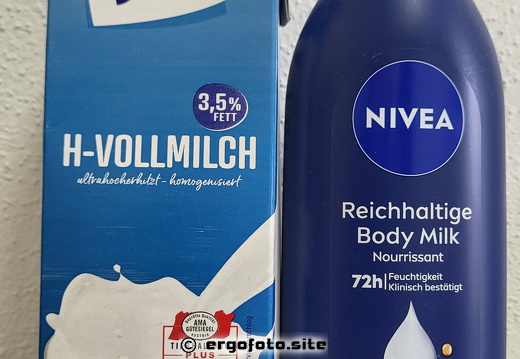 3,5%
FETT
H-VOLLMILCH
ultrahocherhitzt - homogenisiert
AMA
GÜTESIEGEL
PLUS
NIVEA
Reichhaltige
Body Milk
Nourrissant
72h Feuchtigkeit
Klinisch bestätigt
© ergofoto.site